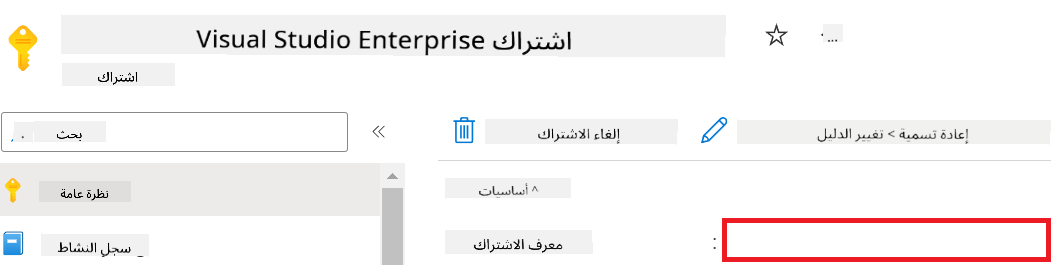 اشتراك Visual Studio Enterprise
...
اشتراك
بحث
»
إلغاء الاشتراك
إعادة تسمية > تغيير الدليل
نظرة عامة
^ أساسيات
سجل النشاط
معرف الاشتراك :